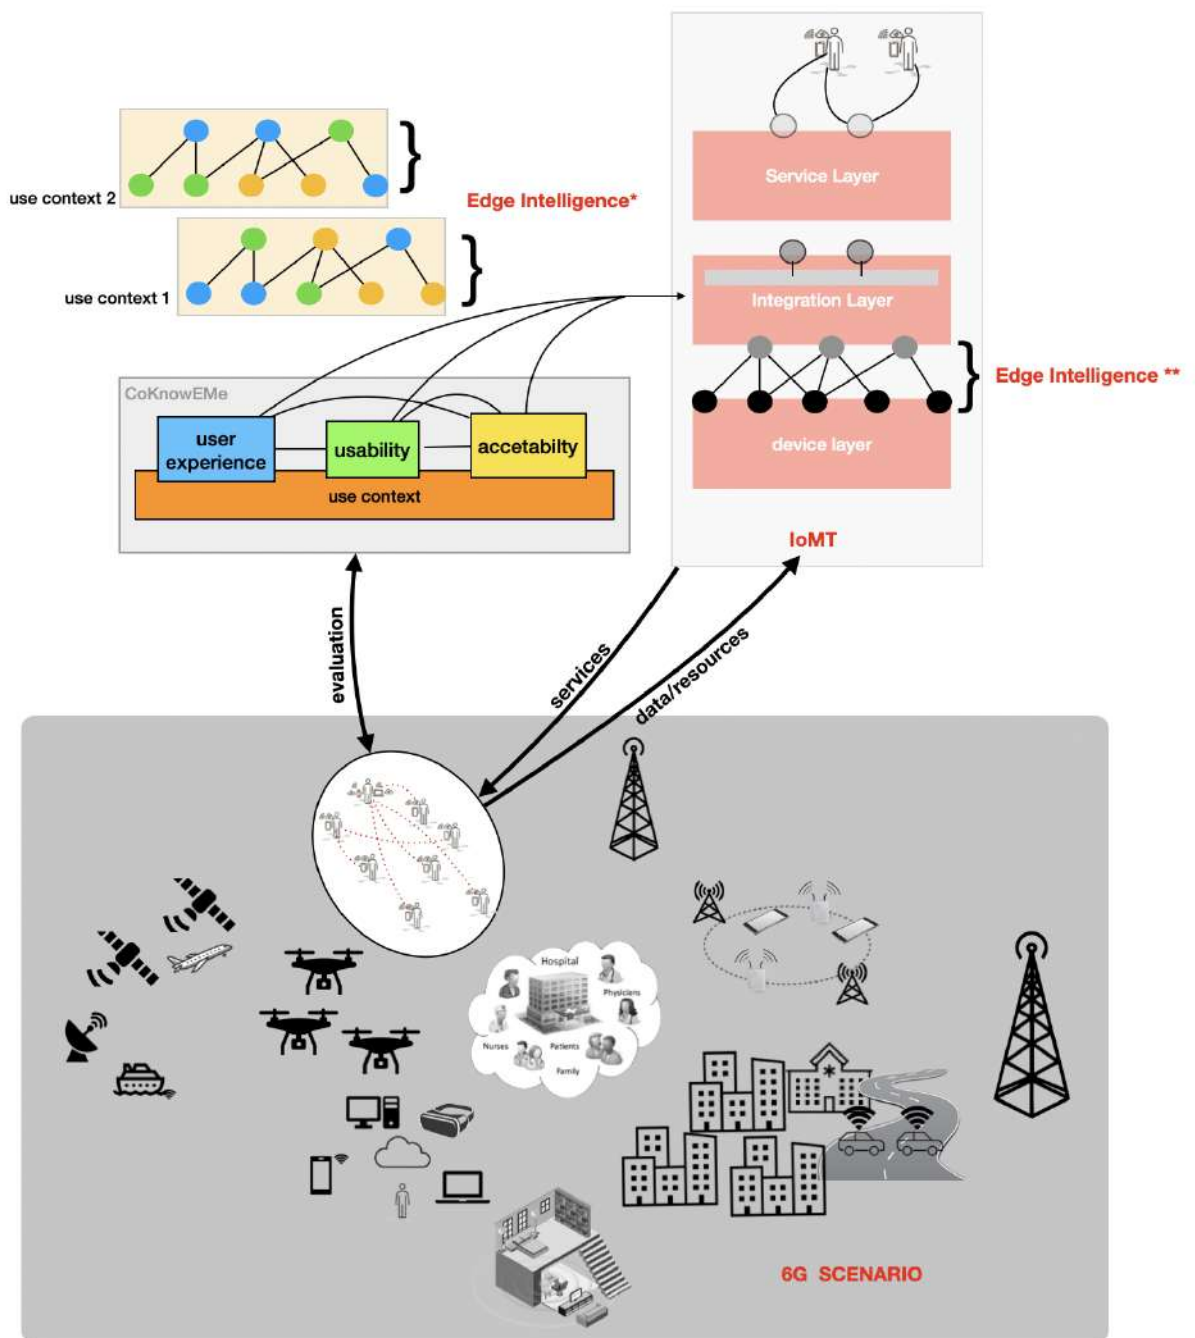 use context 2
Edge Intelligence*
use context 1
Service Layer
Integration Layer
Edge Intelligence **
device layer
IoMT
CoKnowEMe
user
experience
usability
accetabilty
use context
evaluation
services
data/resources
Hospital
Physicians
Nurses
Patients
Family
6G SCENARIO